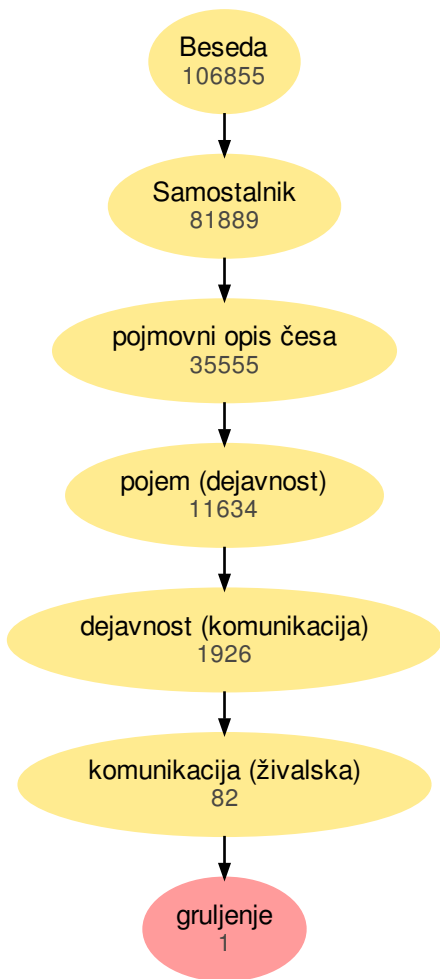 Beseda
106855
Samostalnik
81889
pojmovni opis česa
35555
pojem (dejavnost)
11634
dejavnost (komunikacija)
1926
komunikacija (živalska)
82
gruljenje
1